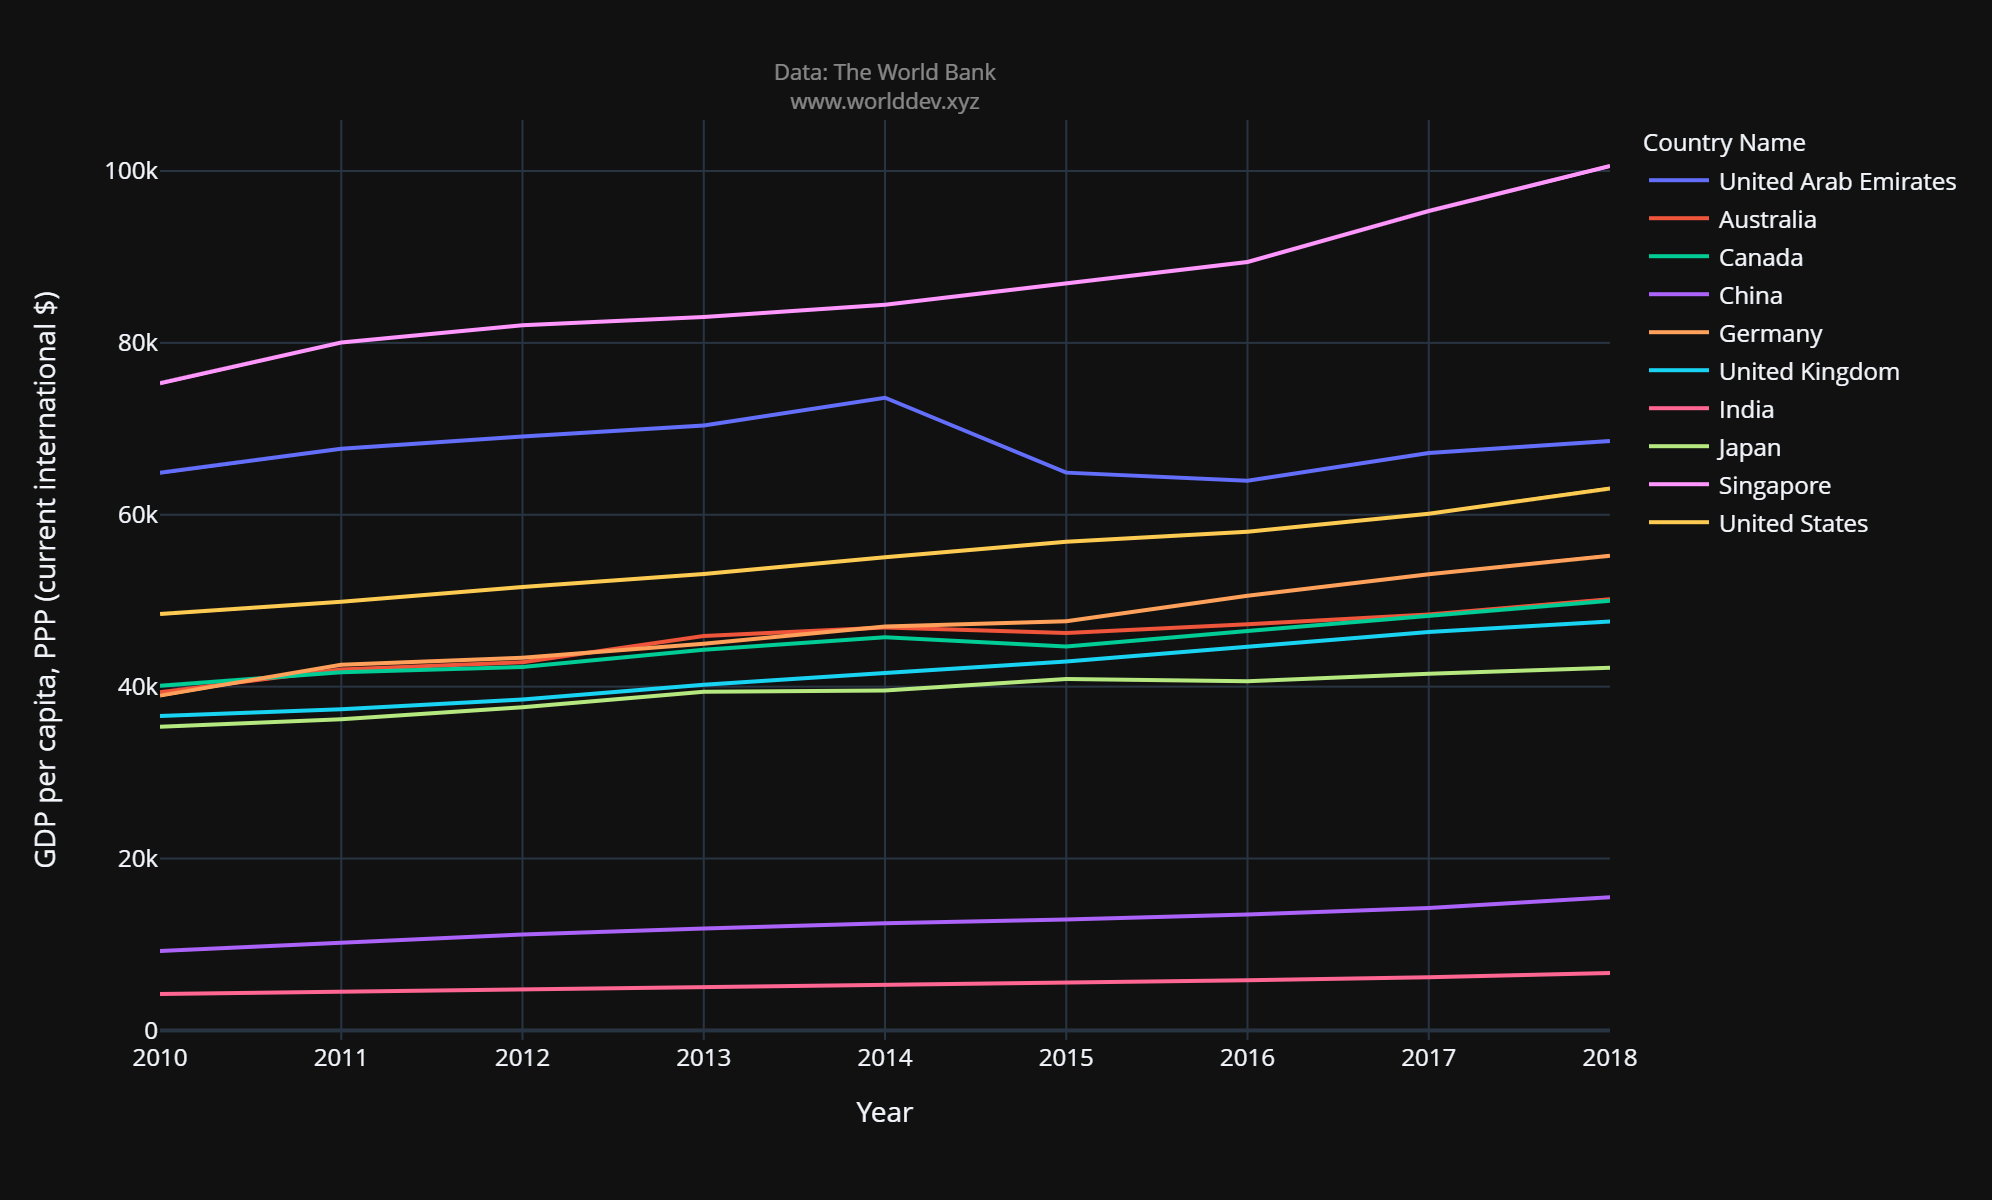 Data: The World Bank
www.worlddev.xyz
GDP per capita, PPP (current international $)
100k
80k
60k
40k
20k
0
2010 2011 2012 2013 2014 2015 2016 2017 2018
Year
Country Name
United Arab Emirates
Australia
Canada
China
Germany
United Kingdom
India
Japan
Singapore
United States